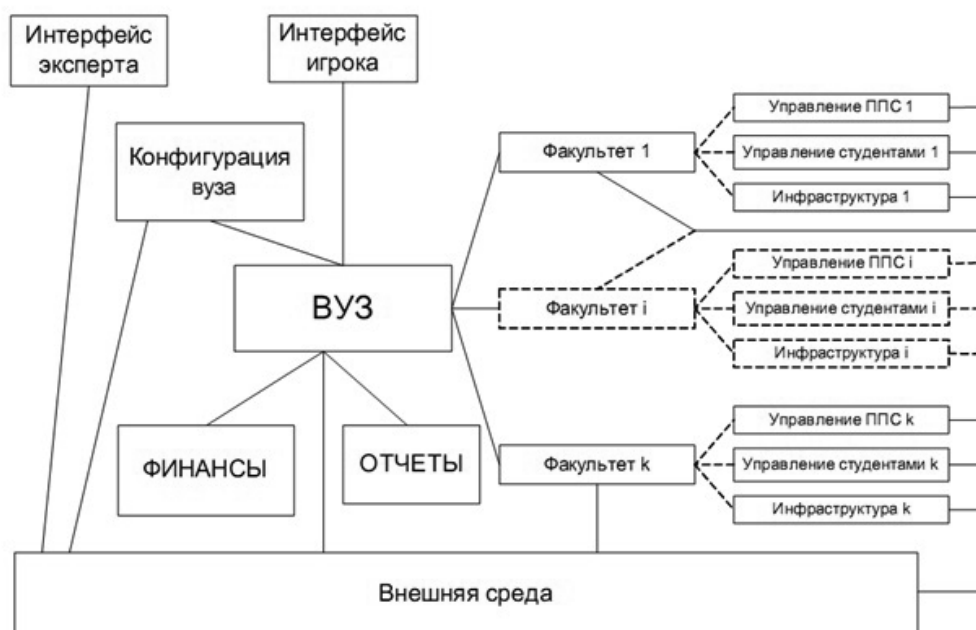 Интерфейс
эксперта
Интерфейс
игрока
Конфигурация
вуза
ВУЗ
ФИНАНСЫ
ОТЧЕТЫ
Факультет 1
Управление ППС 1
Управление студентами 1
Инфраструктура 1
Факультет i
Управление ППС i
Управление студентами i
Инфраструктура i
Факультет k
Управление ППС k
Управление студентами k
Инфраструктура k
Внешняя среда